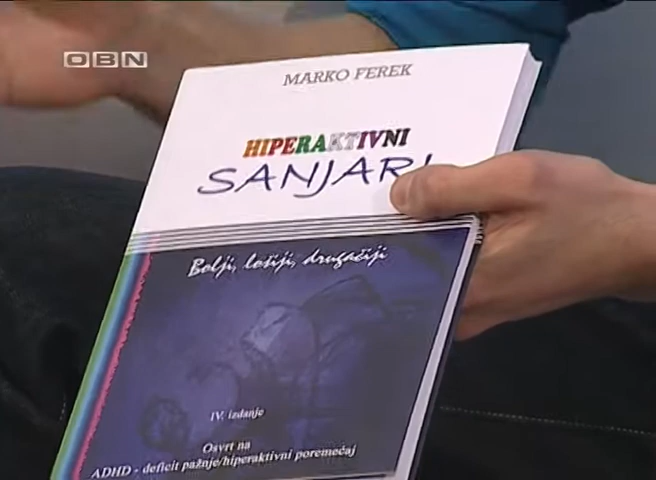 OBN
MARKO FEREK
HIPERAKTIVNI
SANJARI
Bolji, lošiji, drugačiji
IV. izdanje
Osvrt na
ADHD - deficit pažnje/hiperaktivni poremećaj